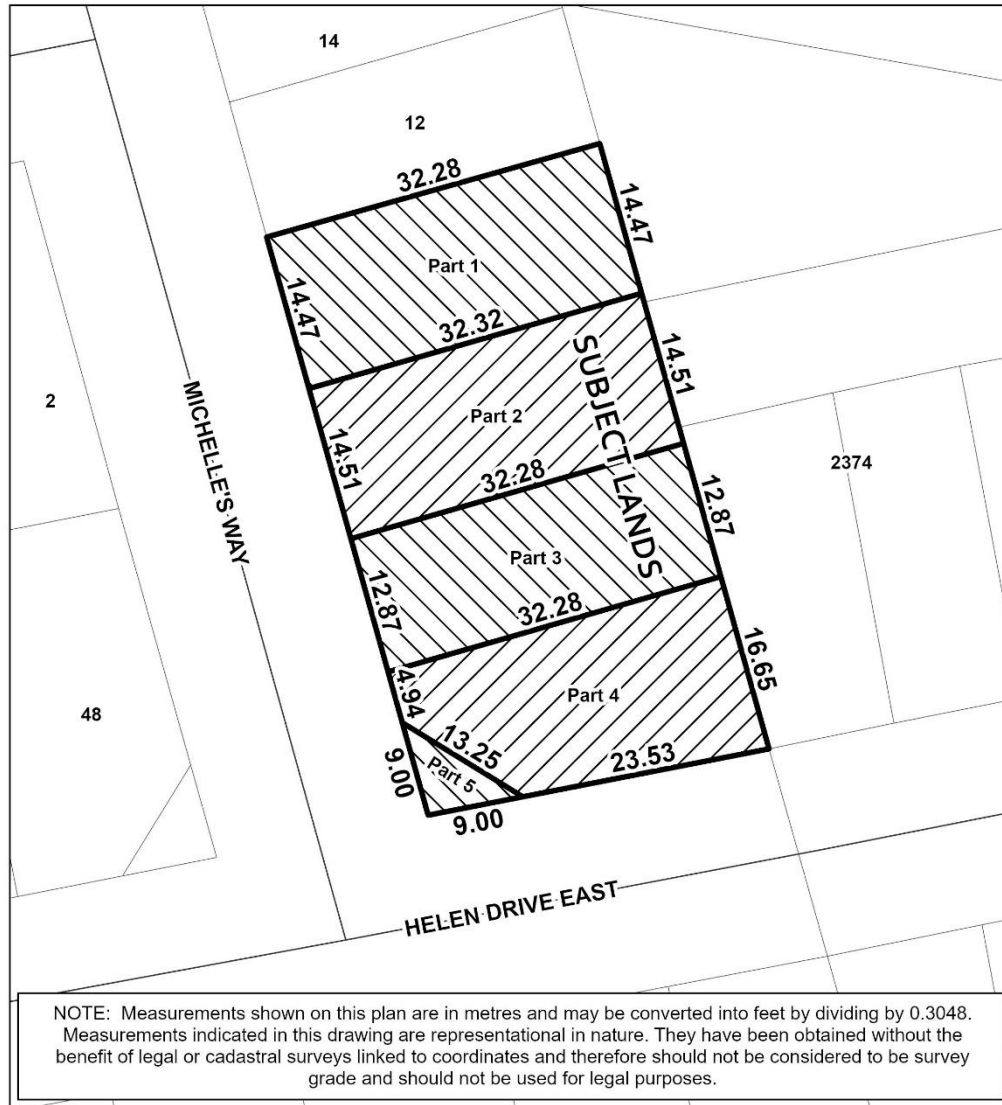 14
12
32.28
14.47
Part 1
14.47
32.32
SUBJECT LANDS
14.51
2
MICHELLE'S WAY
Part 2
14.51
32.28
2374
12.87
Part 3
12.87
32.28
16.65
4.94
Part 4
48
13.25
23.53
9.00
Part 5
9.00
HELEN DRIVE EAST
NOTE: Measurements shown on this plan are in metres and may be converted into feet by dividing by 0.3048.
Measurements indicated in this drawing are representational in nature. They have been obtained without the
benefit of legal or cadastral surveys linked to coordinates and therefore should not be considered to be survey
grade and should not be used for legal purposes.